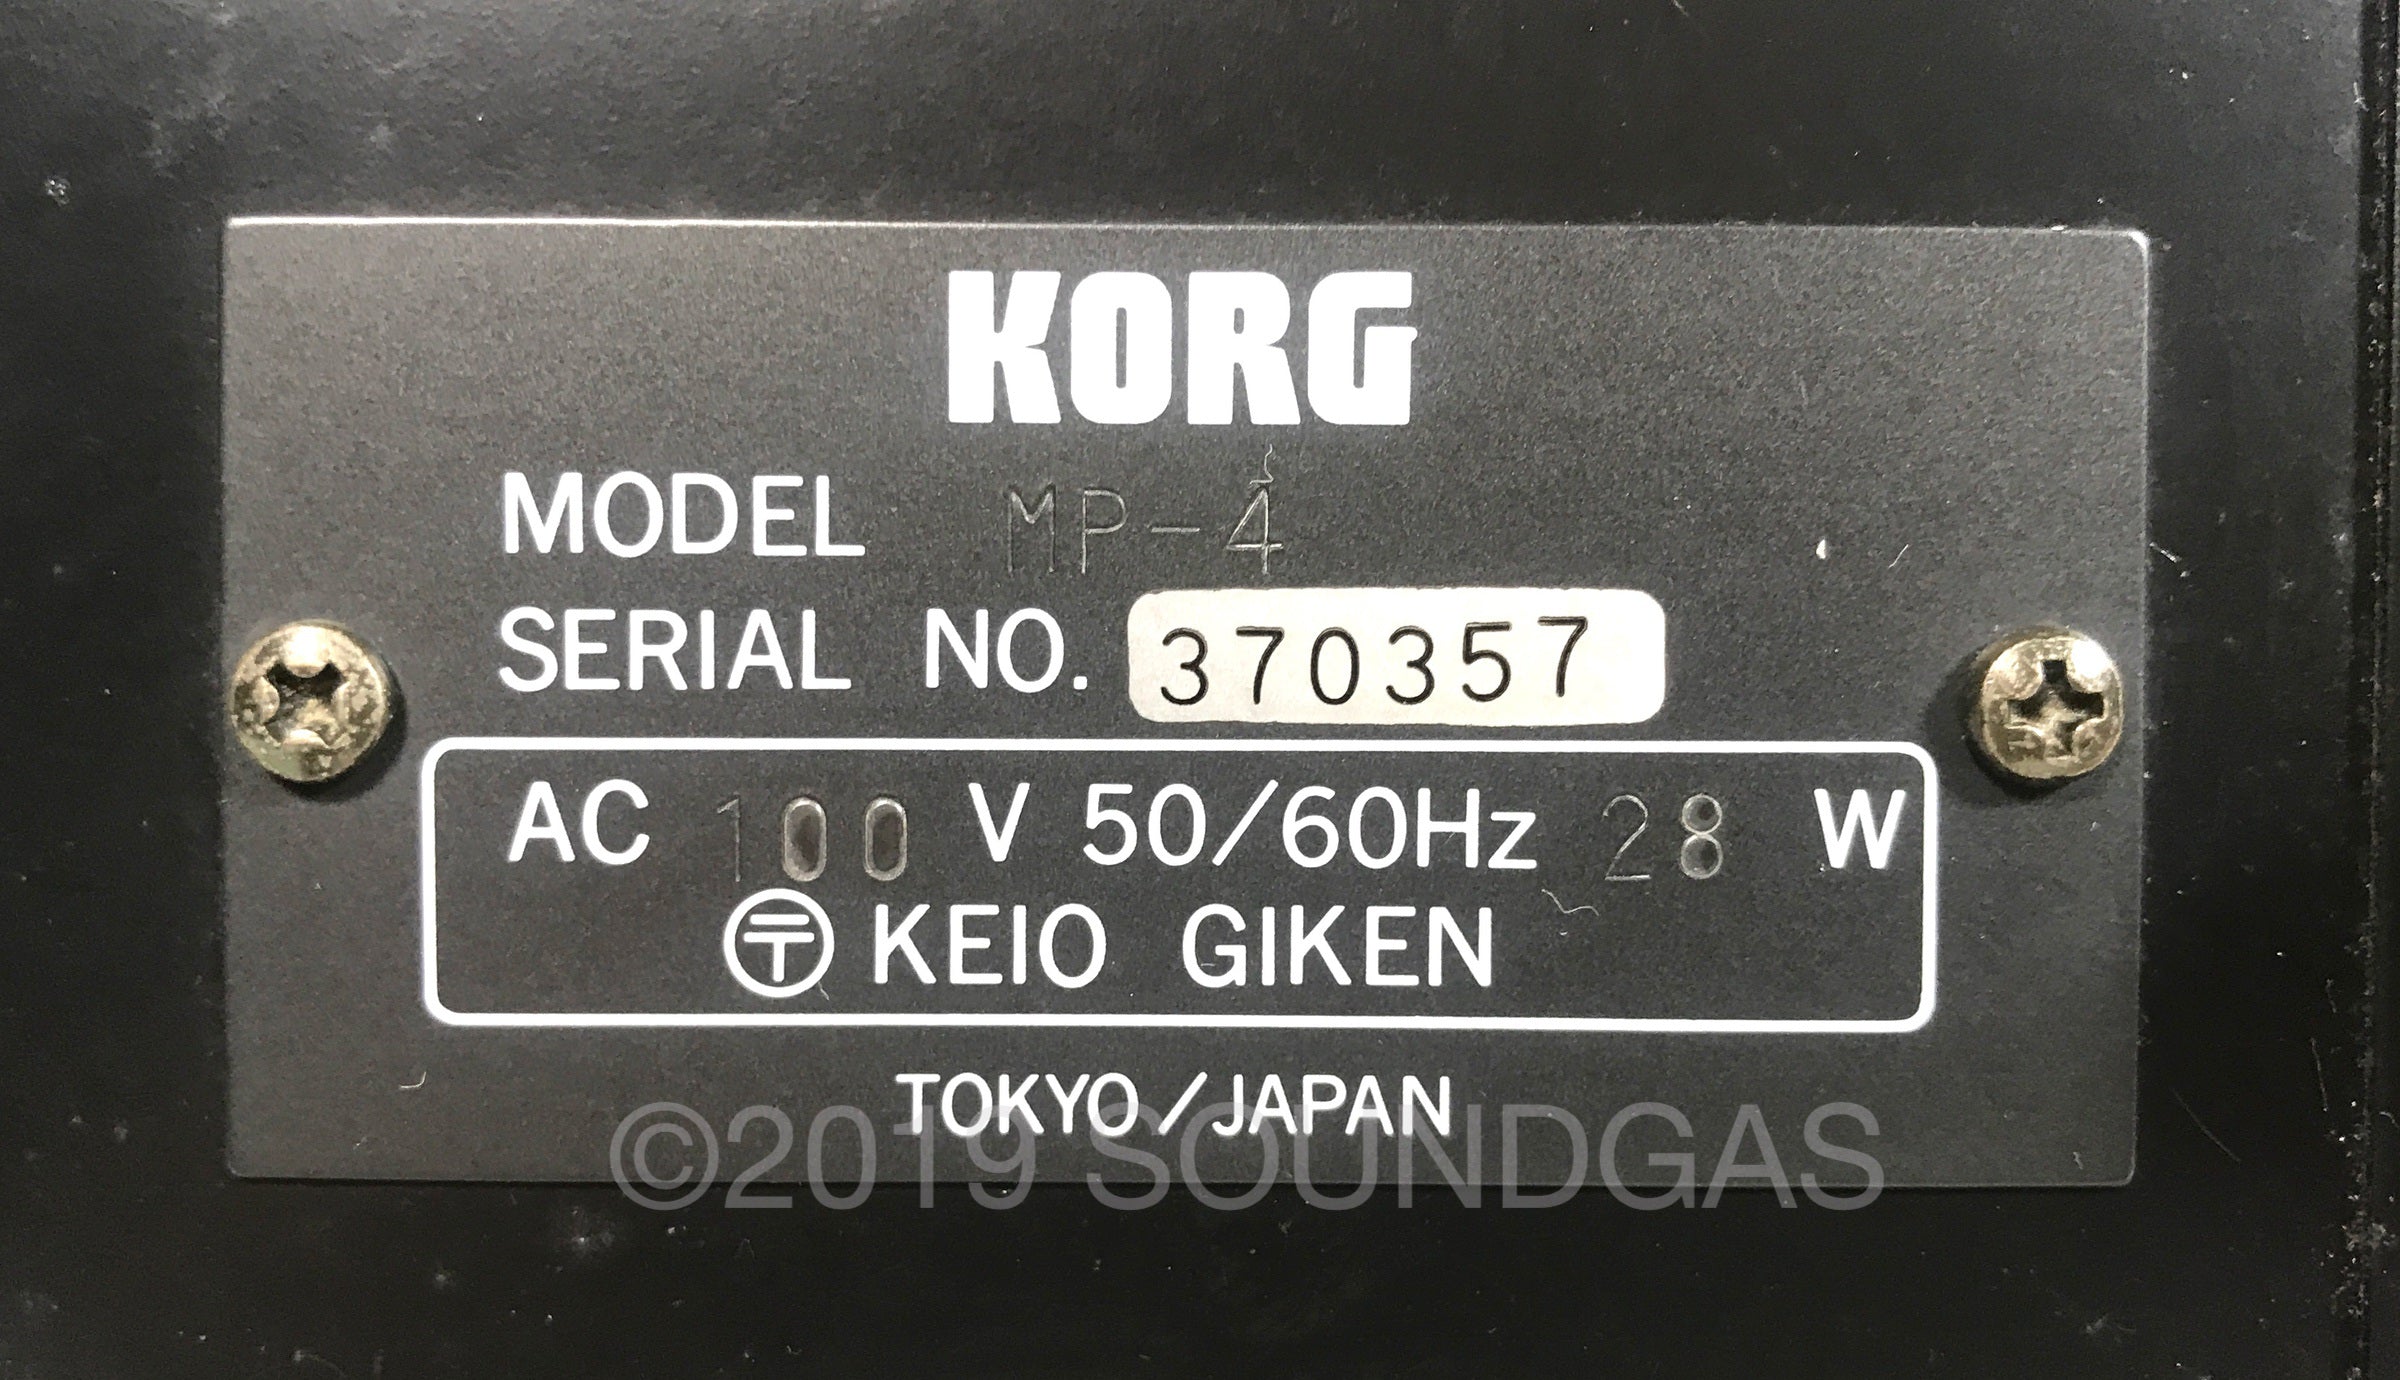 KORG
MODEL MP-4
SERIAL NO. 370357
AC 100 V 50/60Hz 28 W
〶 KEIO GIKEN
TOKYO/JAPAN
©2019 SOUNDGAS